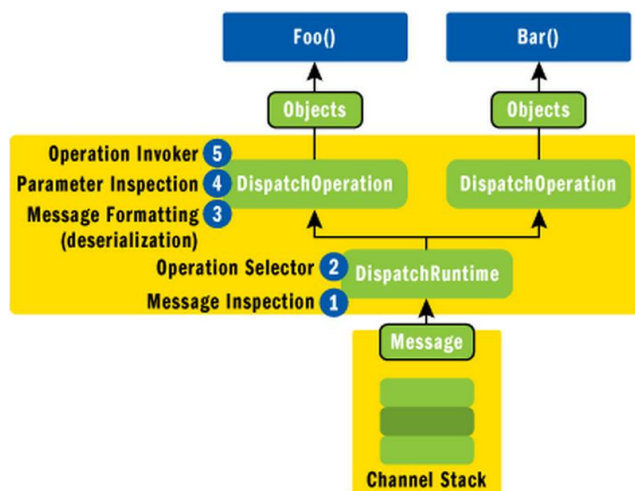 Foo()
Bar()
Objects
Objects
Operation Invoker 5
Parameter Inspection 4
DispatchOperation
DispatchOperation
Message Formatting 3
(deserialization)
Operation Selector 2
DispatchRuntime
Message Inspection 1
Message
Channel Stack